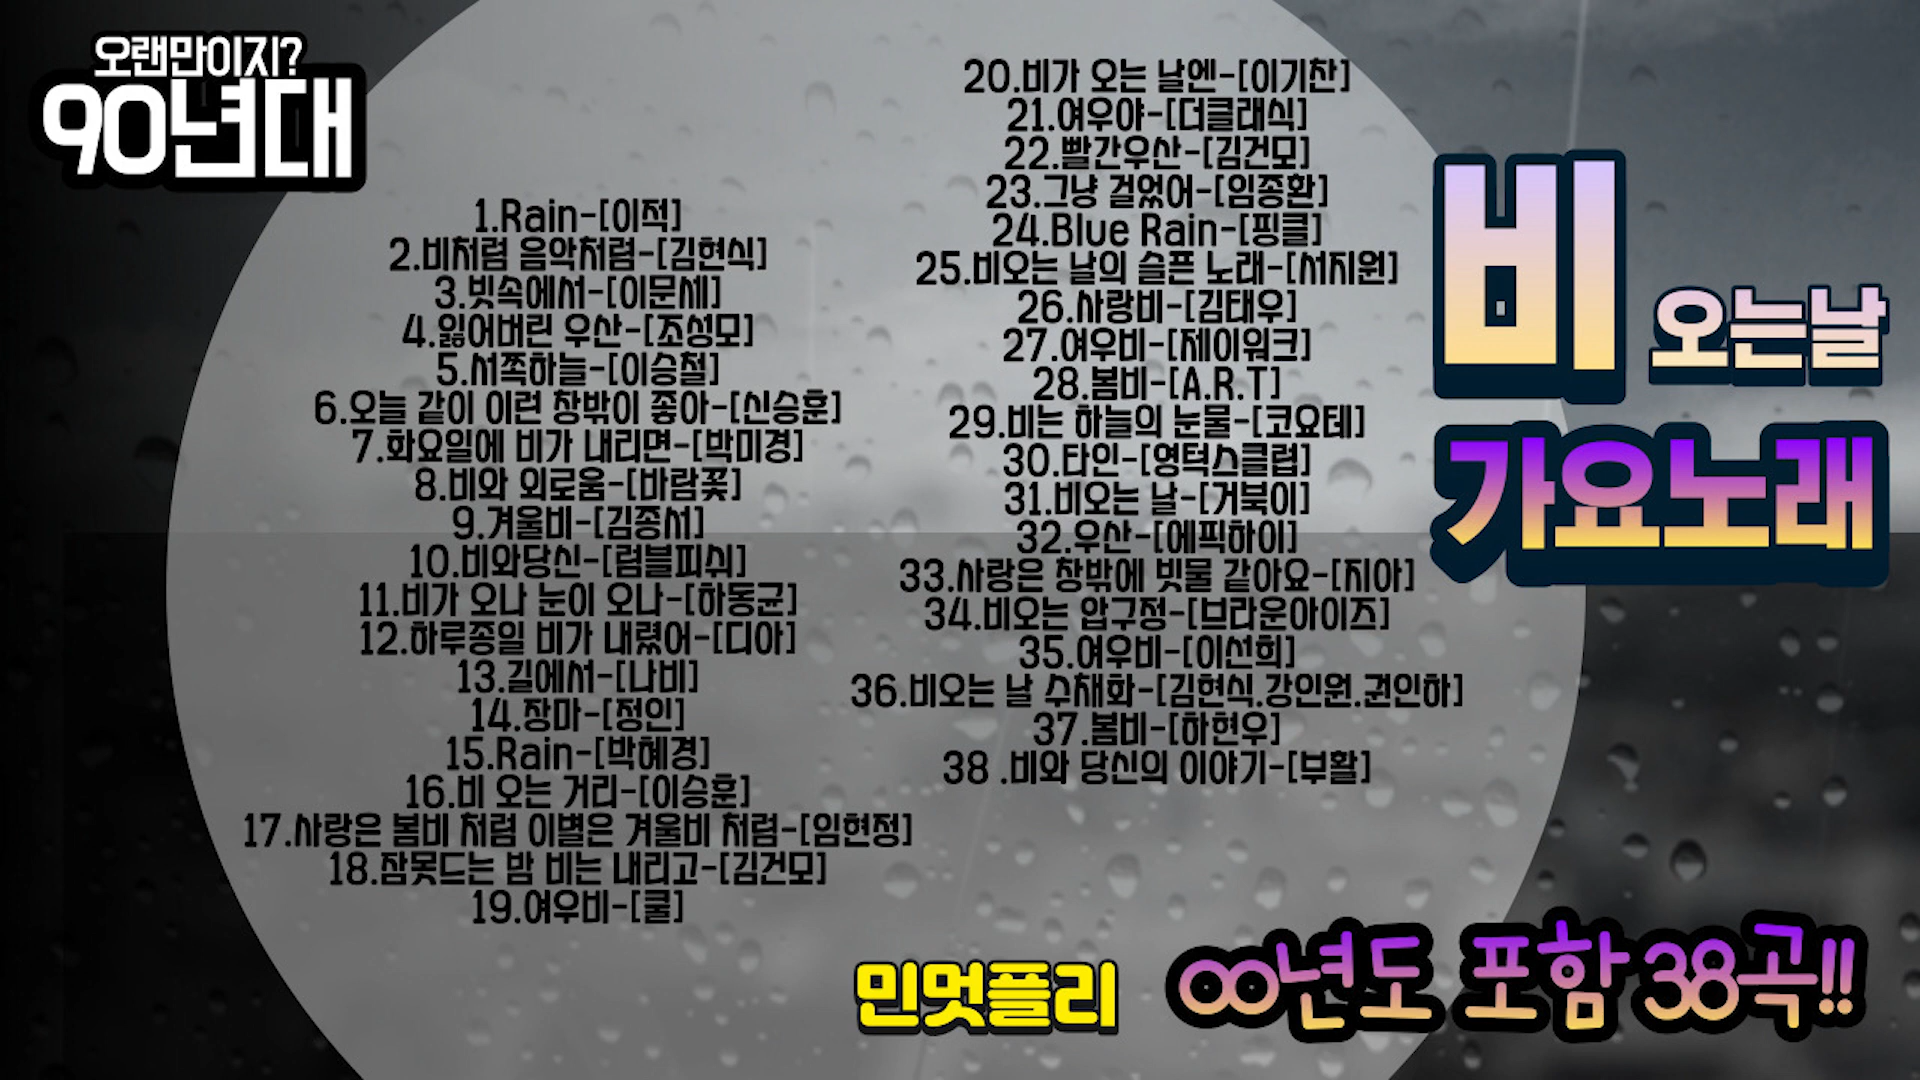 오랜만이지?
90년대
1.Rain-[이적]
2.비처럼 음악처럼-[김현식]
3.빗속에서-[이문세]
4.잃어버린 우산-[조성모]
5.서쪽하늘-[이승철]
6.오늘 같이 이런 창밖이 좋아-[신승훈]
7.화요일에 비가 내리면-[박미경]
8.비와 외로움-[바람꽃]
9.겨울비-[김종서]
10.비와당신-[럼블피쉬]
11.비가 오나 눈이 오나-[하동균]
12.하루종일 비가 내렸어-[디아]
13.길에서-[나비]
14.장마-[정인]
15.Rain-[박혜경]
16.비 오는 거리-[이승훈]
17.사랑은 봄비 처럼 이별은 겨울비 처럼-[임현정]
18.잠못드는 밤 비는 내리고-[김건모]
19.여우비-[쿨]
20.비가 오는 날엔-[이기찬]
21.여우야-[더클래식]
22.빨간우산-[김건모]
23.그냥 걸었어-[임종환]
24.Blue Rain-[핑클]
25.비오는 날의 슬픈 노래-[서지원]
26.사랑비-[김태우]
27.여우비-[제이워크]
28.봄비-[A.R.T]
29.비는 하늘의 눈물-[코요테]
30.타인-[영턱스클럽]
31.비오는 날-[거북이]
32.우산-[에픽하이]
33.사랑은 창밖에 빗물 같아요-[지아]
34.비오는 압구정-[브라운아이즈]
35.여우비-[이선희]
36.비오는 날 수채화-[김현식.강인원.권인하]
37.봄비-[하현우]
38 .비와 당신의 이야기-[부활]
비 오는날
가요노래
민멋플리
00년도 포함 38곡!!